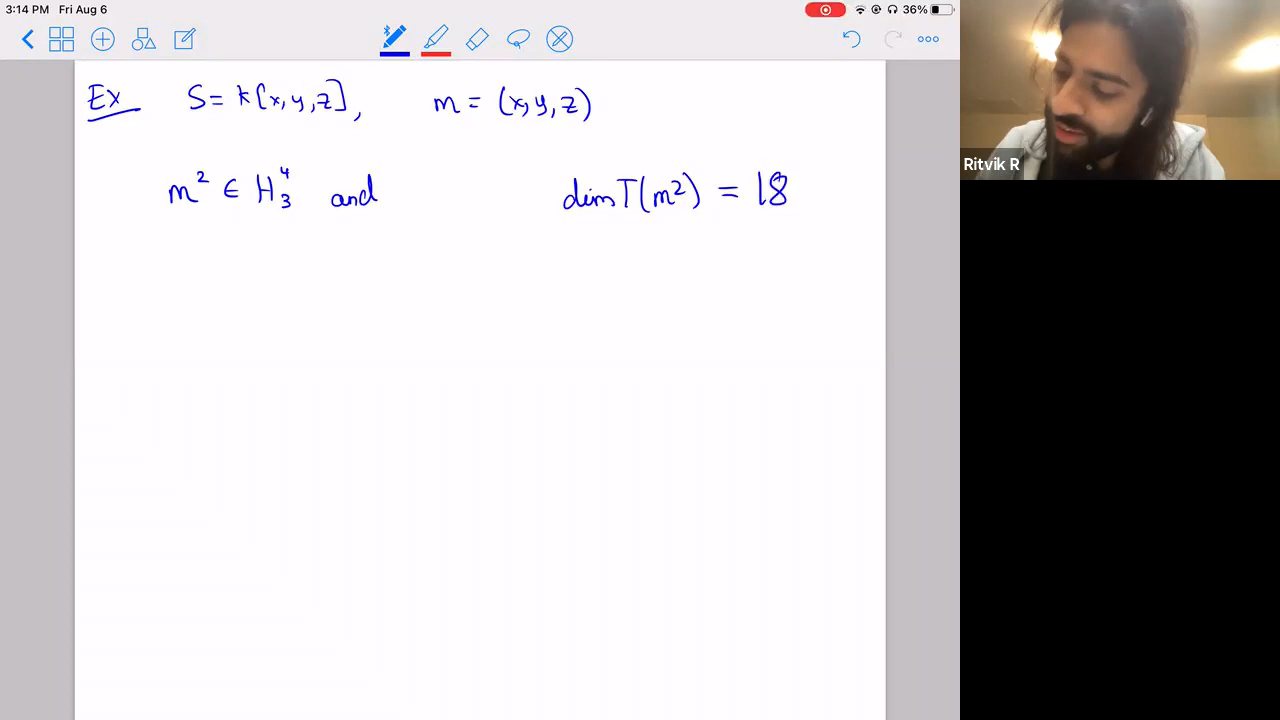 3:14 PM Fri Aug 6
36%
Ex S = k[x, y, z], m = (x, y, z)
m² ∈ H₃⁴ and dim T(m²) = 18
Ritvik R